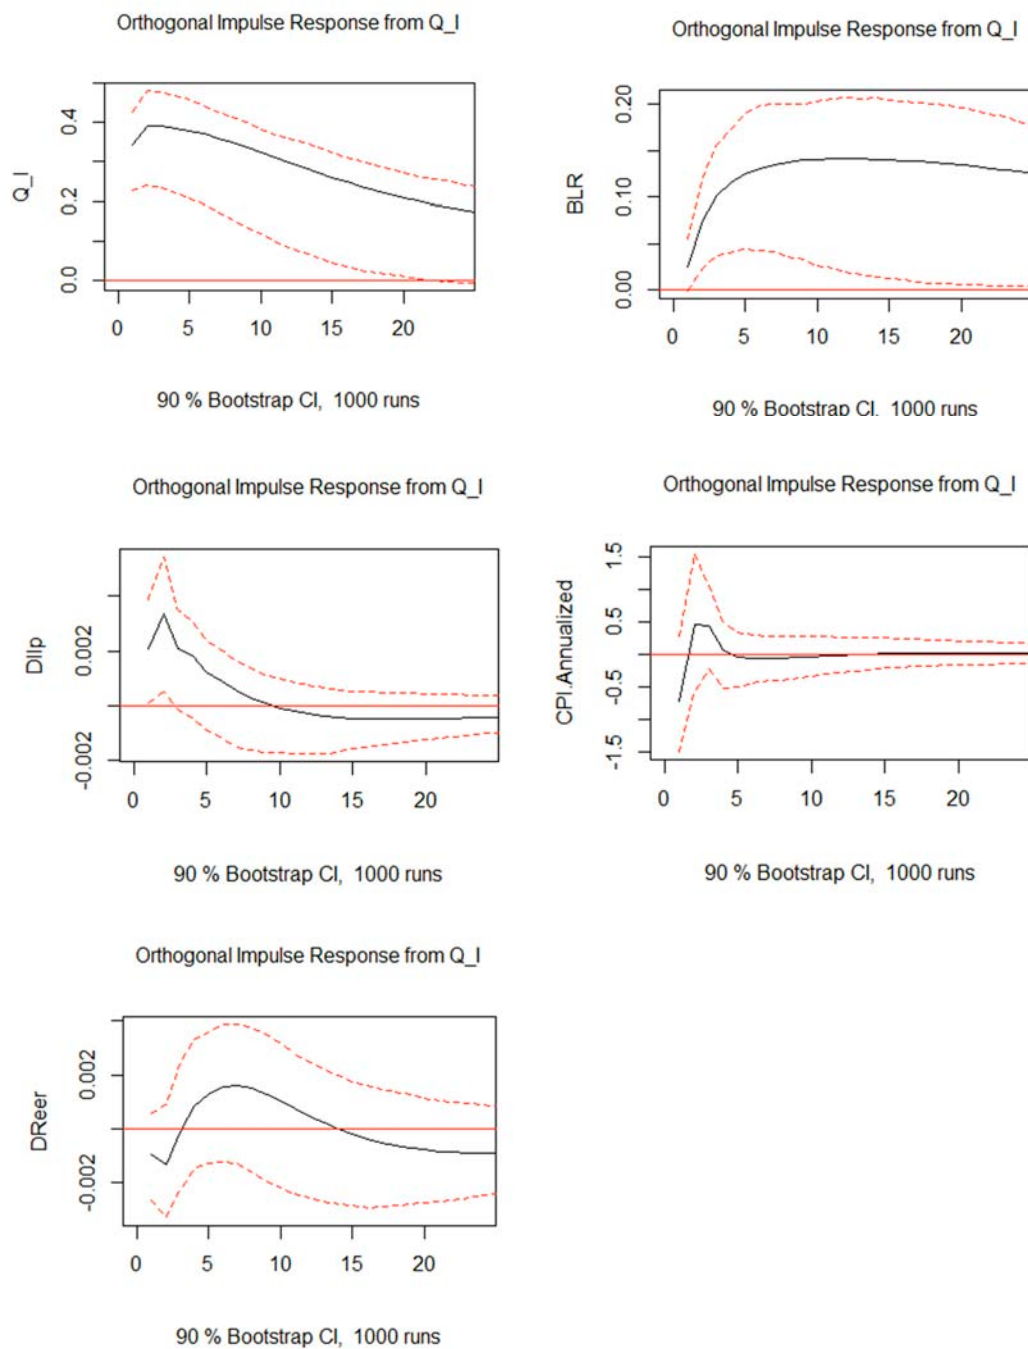 Orthogonal Impulse Response from Q_I
Q_I
0.4
0.2
0.0
0 5 10 15 20
90 % Bootstrap CI, 1000 runs
Orthogonal Impulse Response from Q_I
BLR
0.20
0.10
0.00
0 5 10 15 20
90 % Bootstrap CI, 1000 runs
Orthogonal Impulse Response from Q_I
0.002
-0.002
0 5 10 15 20
90 % Bootstrap CI, 1000 runs
Orthogonal Impulse Response from Q_I
CPI.Annualized
1.5
0.5
-0.5
-1.5
0 5 10 15 20
90 % Bootstrap CI, 1000 runs
Orthogonal Impulse Response from Q_I
DReer
0.002
-0.002
0 5 10 15 20
90 % Bootstrap CI, 1000 runs